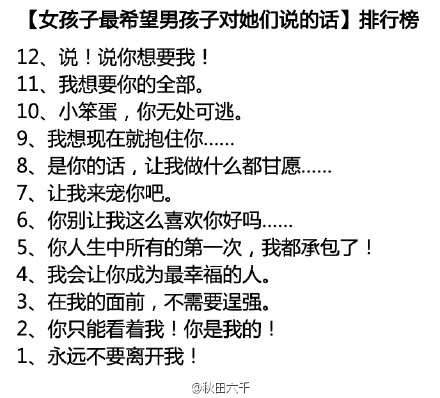 【女孩子最希望男孩子对她们说的话】排行榜
12、说！说你想要我！
11、我想要你的全部。
10、小笨蛋，你无处可逃。
9、我想现在就抱住你......
8、是你的话，让我做什么都甘愿......
7、让我来宠你吧。
6、你别让我这么喜欢你好吗......
5、你人生中所有的第一次，我都承包了！
4、我会让你成为最幸福的人。
3、在我的面前，不需要逞强。
2、你只能看着我！你是我的！
1、永远不要离开我！
@秋田六千